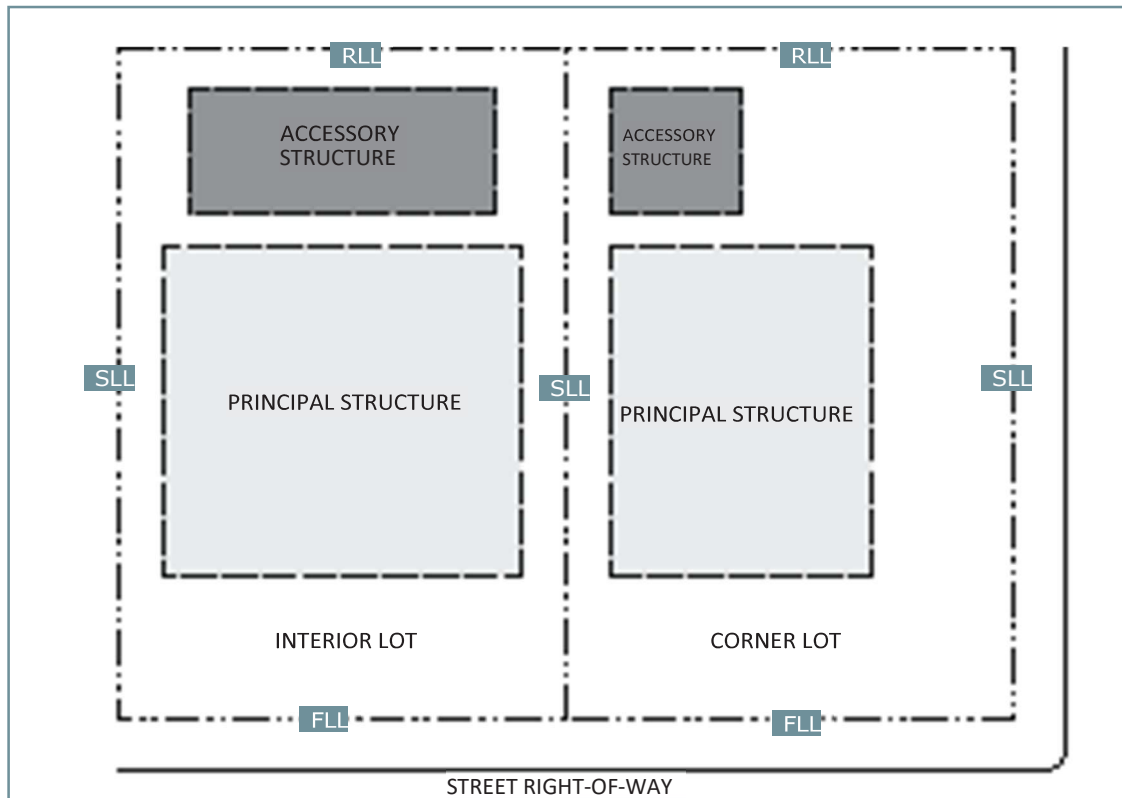 RLL
RLL
ACCESSORY
STRUCTURE
ACCESSORY
STRUCTURE
SLL
SLL
SLL
PRINCIPAL STRUCTURE
PRINCIPAL STRUCTURE
INTERIOR LOT
CORNER LOT
FLL
FLL
STREET RIGHT-OF-WAY